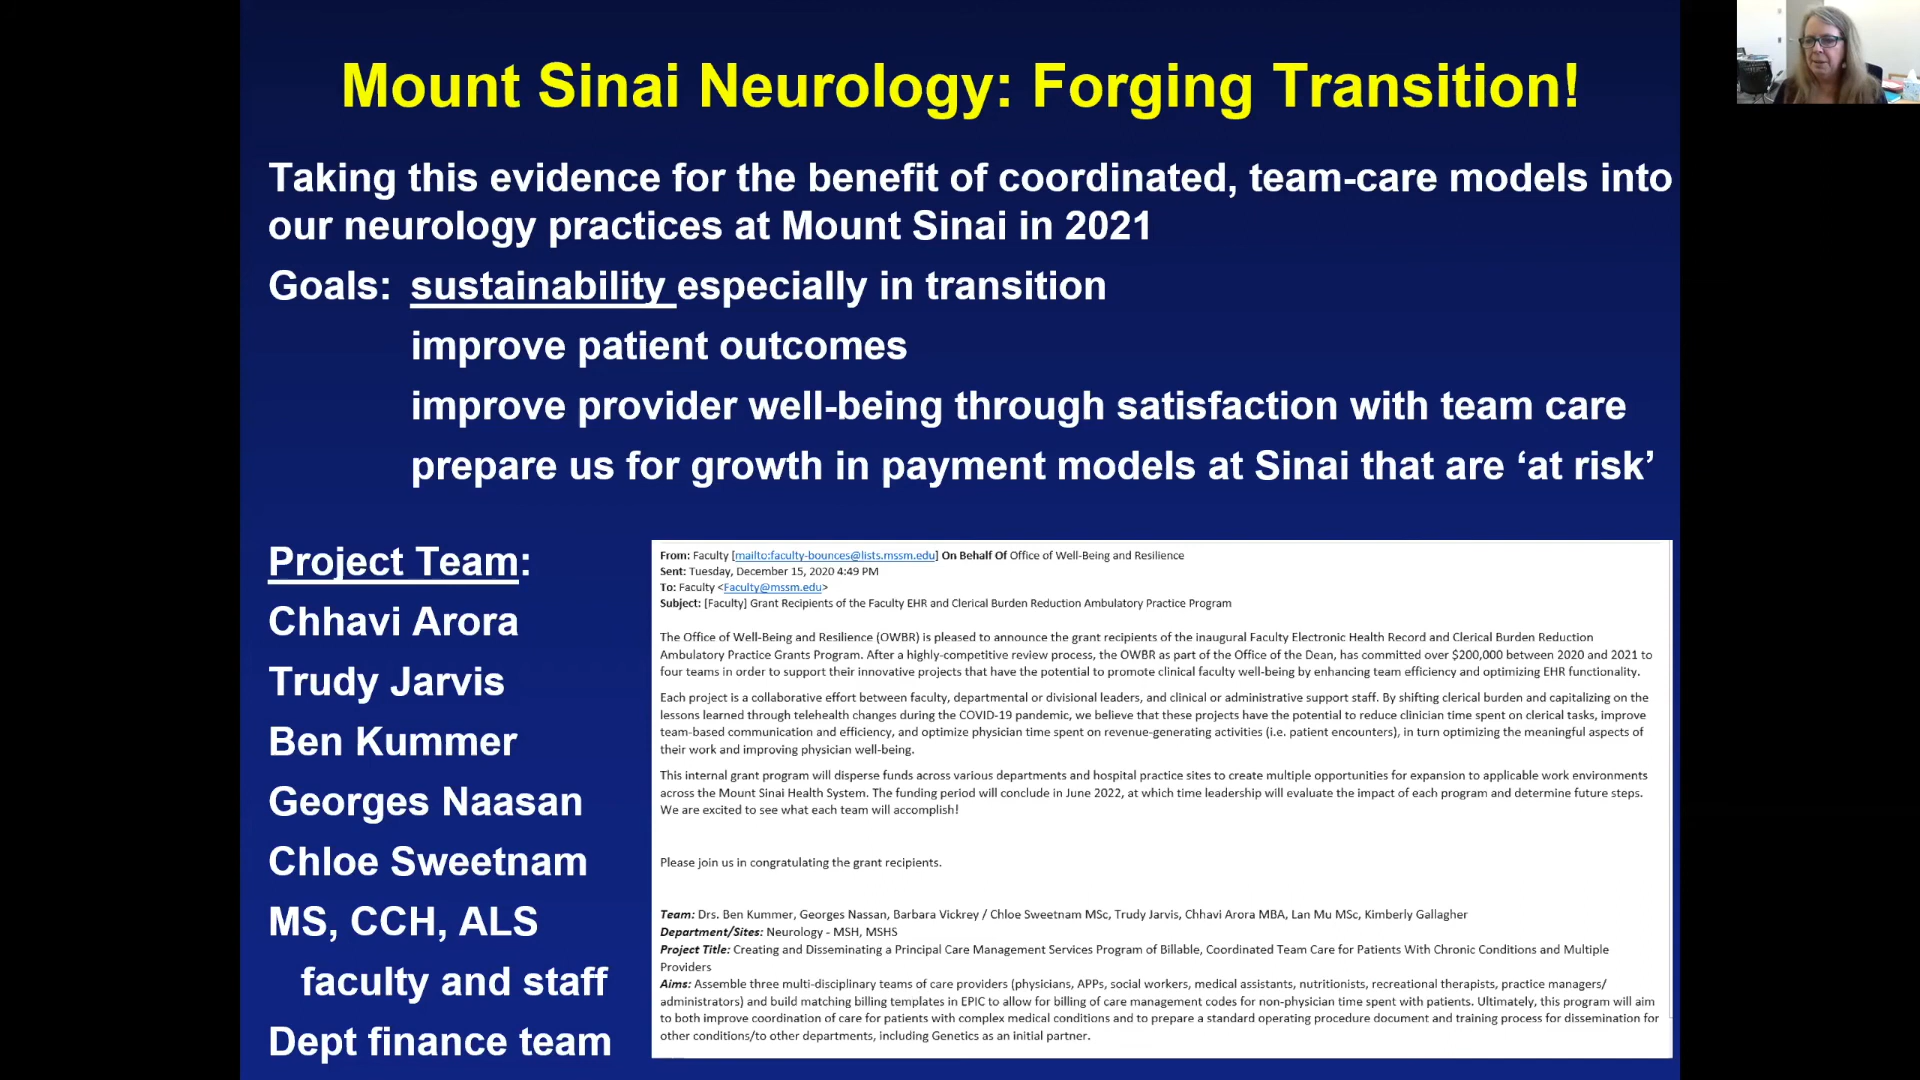 Mount Sinai Neurology: Forging Transition!
Taking this evidence for the benefit of coordinated, team-care models into
our neurology practices at Mount Sinai in 2021
Goals: sustainability especially in transition
improve patient outcomes
improve provider well-being through satisfaction with team care
prepare us for growth in payment models at Sinai that are ‘at risk’
Project Team:
Chhavi Arora
Trudy Jarvis
Ben Kummer
Georges Naasan
Chloe Sweetnam
MS, CCH, ALS
faculty and staff
Dept finance team
From: Faculty [mailto:faculty-bounces@lists.mssm.edu] On Behalf Of Office of Well-Being and Resilience
Sent: Tuesday, December 15, 2020 4:49 PM
To: Faculty <Faculty@mssm.edu>
Subject: [Faculty] Grant Recipients of the Faculty EHR and Clerical Burden Reduction Ambulatory Practice Program
The Office of Well-Being and Resilience (OWBR) is pleased to announce the grant recipients of the inaugural Faculty Electronic Health Record and Clerical Burden Reduction
Ambulatory Practice Grants Program. After a highly-competitive review process, the OWBR as part of the Office of the Dean, has committed over $200,000 between 2020 and 2021 to
four teams in order to support their innovative projects that have the potential to promote clinical faculty well-being by enhancing team efficiency and optimizing EHR functionality.
Each project is a collaborative effort between faculty, departmental or divisional leaders, and clinical or administrative support staff. By shifting clerical burden and capitalizing on the
lessons learned through telehealth changes during the COVID-19 pandemic, we believe that these projects have the potential to reduce clinician time spent on clerical tasks, improve
team-based communication and efficiency, and optimize physician time spent on revenue-generating activities (i.e. patient encounters), in turn optimizing the meaningful aspects of
their work and improving physician well-being.
This internal grant program will disperse funds across various departments and hospital practice sites to create multiple opportunities for expansion to applicable work environments
across the Mount Sinai Health System. The funding period will conclude in June 2022, at which time leadership will evaluate the impact of each program and determine future steps.
We are excited to see what each team will accomplish!
Please join us in congratulating the grant recipients.
Team: Drs. Ben Kummer, Georges Nassan, Barbara Vickrey / Chloe Sweetnam MSc, Trudy Jarvis, Chhavi Arora MBA, Lan Mu MSc, Kimberly Gallagher
Department/Sites: Neurology - MSH, MSHS
Project Title: Creating and Disseminating a Principal Care Management Services Program of Billable, Coordinated Team Care for Patients With Chronic Conditions and Multiple
Providers
Aims: Assemble three multi-disciplinary teams of care providers (physicians, APPs, social workers, medical assistants, nutritionists, recreational therapists, practice managers/
administrators) and build matching billing templates in EPIC to allow for billing of care management codes for non-physician time spent with patients. Ultimately, this program will aim
to both improve coordination of care for patients with complex medical conditions and to prepare a standard operating procedure document and training process for dissemination for
other conditions/to other departments, including Genetics as an initial partner.